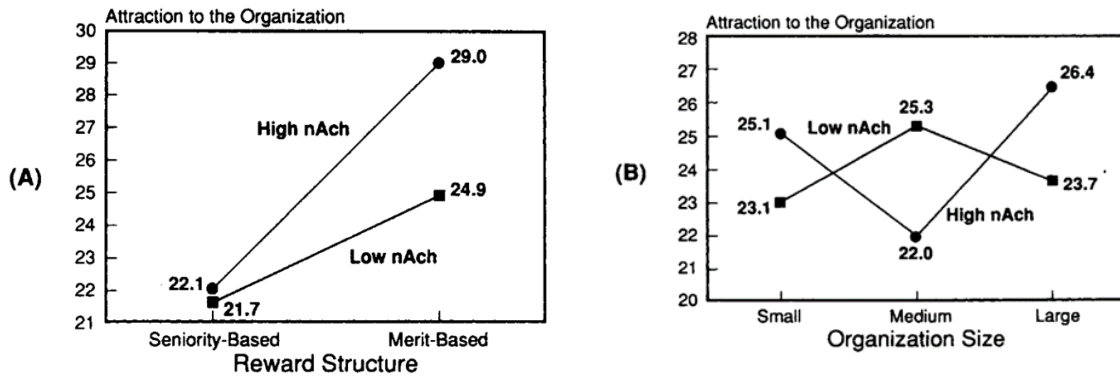 (A)
Attraction to the Organization
30
29
28
27
26
25
24
23
22
21
29.0
High nAch
24.9
Low nAch
22.1
21.7
Seniority-Based Merit-Based
Reward Structure
(B)
Attraction to the Organization
28
27
26
25
24
23
22
21
20
26.4
25.3
25.1
Low nAch
23.7
23.1
High nAch
22.0
Small Medium Large
Organization Size